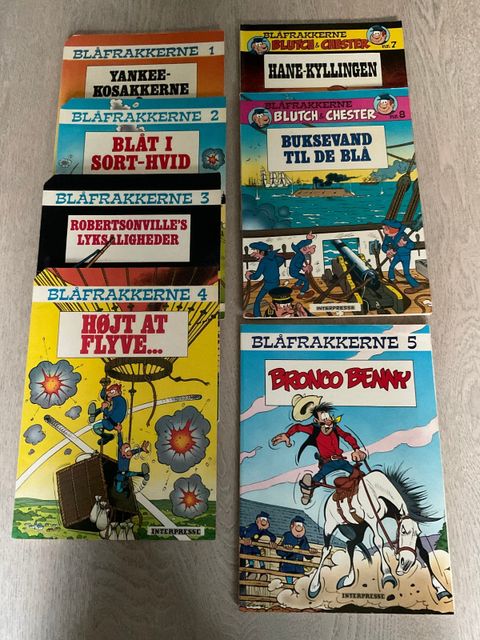 BLÅFRAKKERNE 1
YANKEE-
KOSAKKERNE
BLÅFRAKKERNE 2
BLÅT I
SORT-HVID
BLÅFRAKKERNE 3
ROBERTSONVILLE'S
LYKSALIGHEDER
BLÅFRAKKERNE 4
HØJT AT
FLYVE...
INTERPRESSE
BLÅFRAKKERNE
BLUTCH & CHESTER
NR. 7
HANE-KYLLINGEN
BLÅFRAKKERNE
BLUTCH & CHESTER
NR. 8
BUKSEVAND
TIL DE BLÅ
INTERPRESSE
BLÅFRAKKERNE 5
BRONCO BENNY
INTERPRESSE